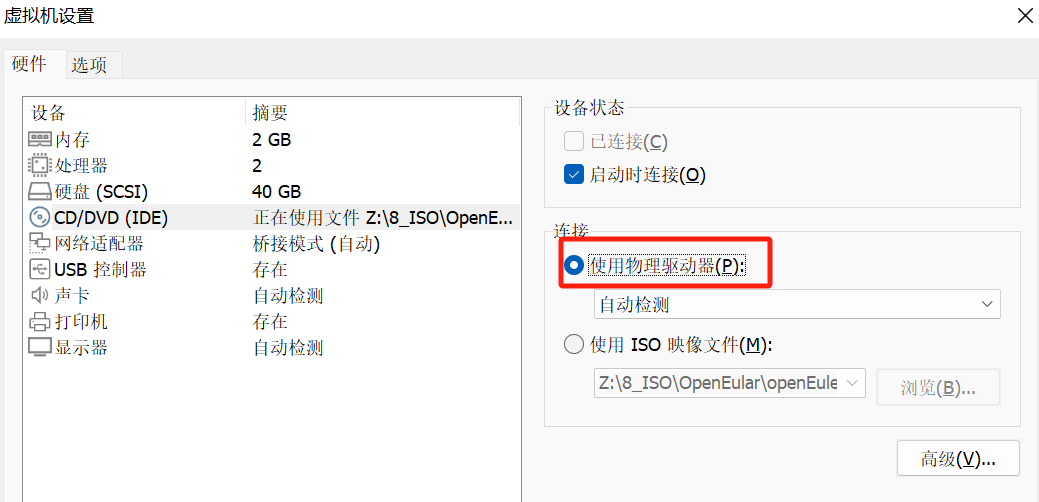 虚拟机设置
硬件 选项
设备 摘要
内存 2 GB
处理器 2
硬盘 (SCSI) 40 GB
CD/DVD (IDE) 正在使用文件 Z:\8_ISO\OpenE...
网络适配器 桥接模式 (自动)
USB 控制器 存在
声卡 自动检测
打印机 存在
显示器 自动检测
设备状态
已连接(C)
启动时连接(O)
连接
使用物理驱动器(P):
自动检测
使用 ISO 映像文件(M):
Z:\8_ISO\OpenEular\openEule
浏览(B)...
高级(V)...